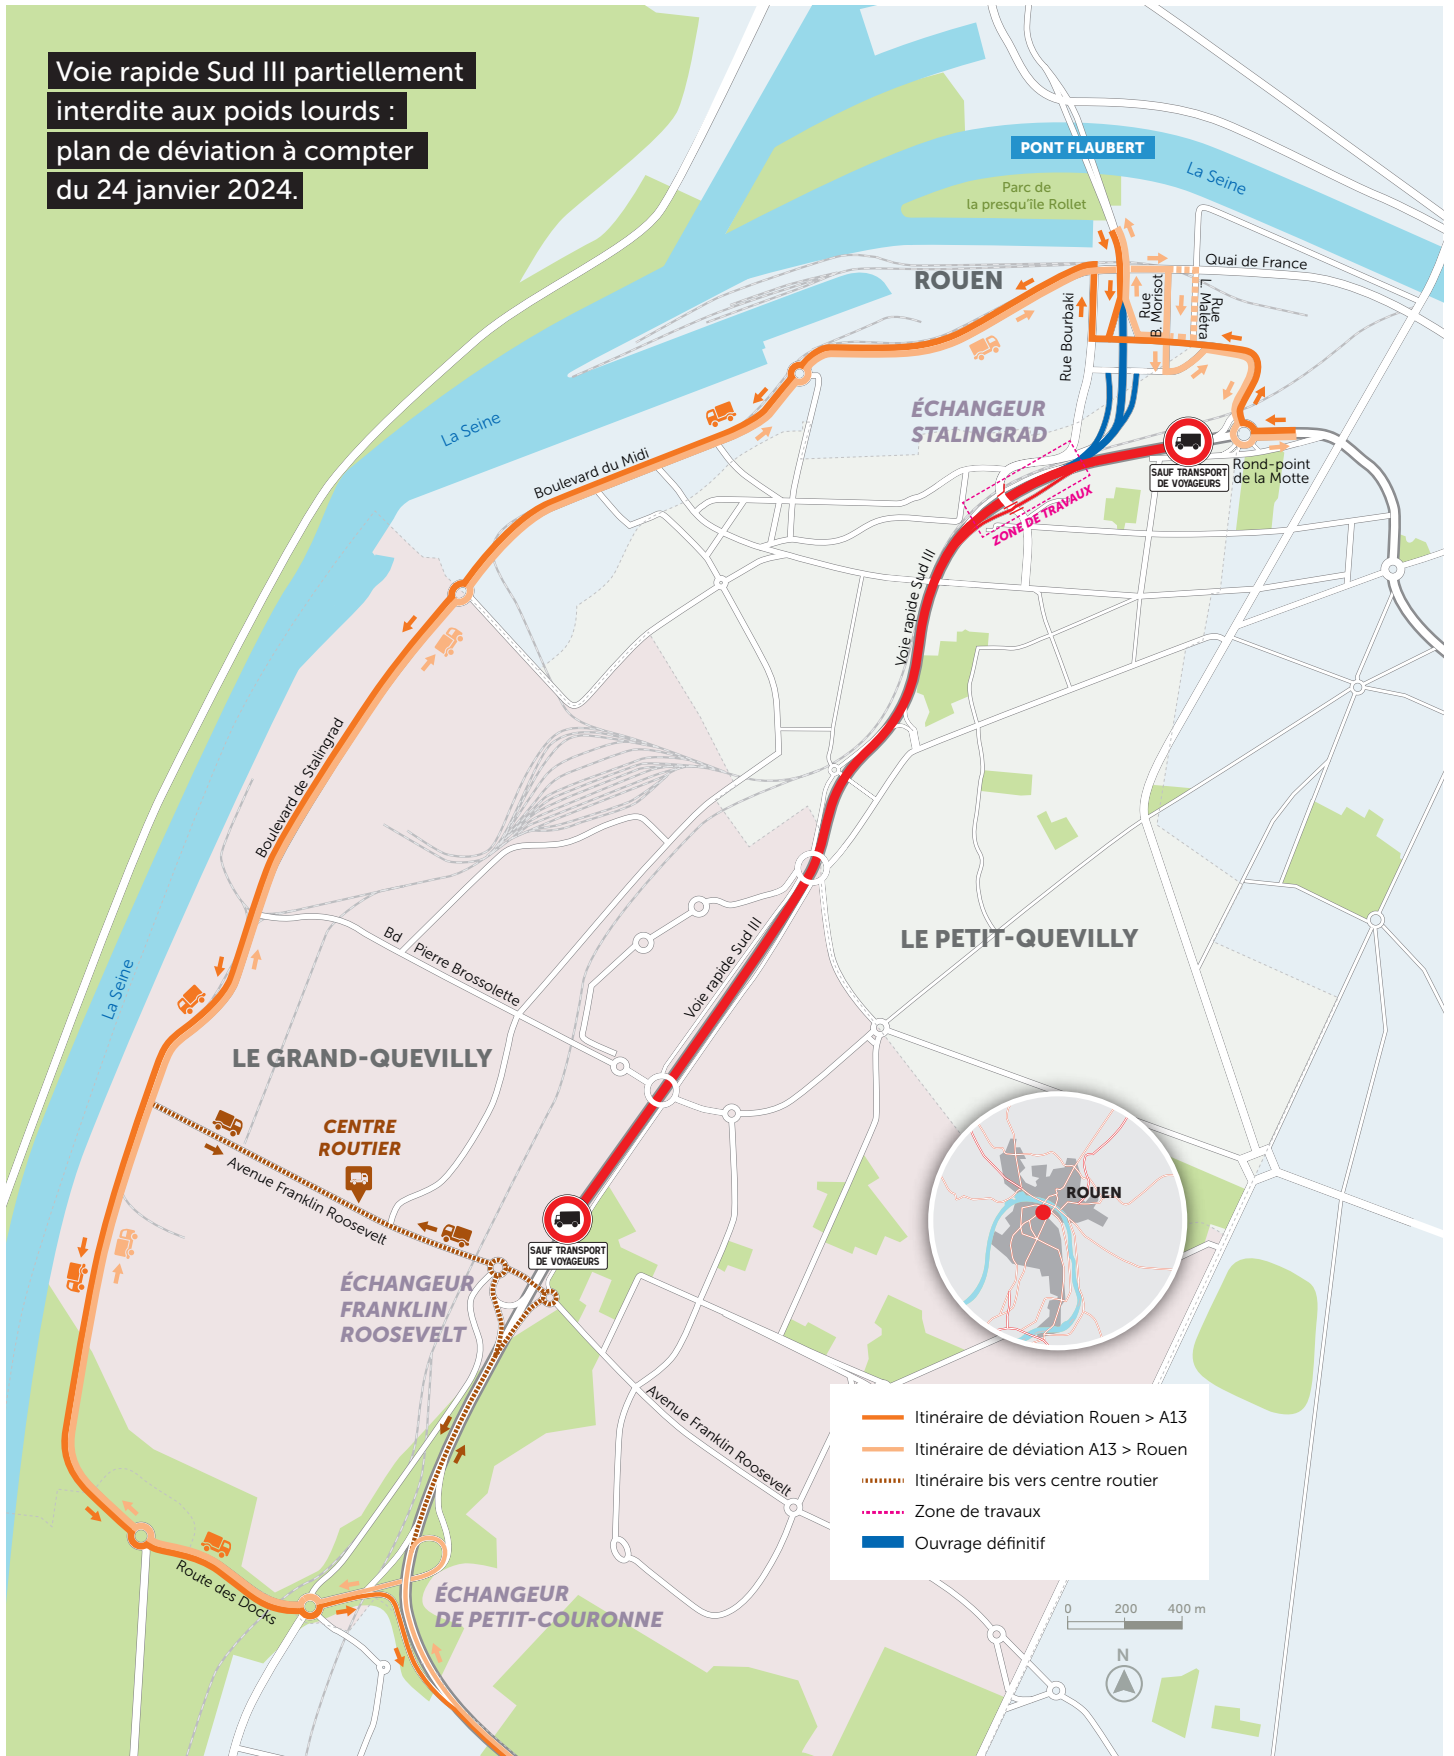 Voie rapide Sud III partiellement
interdite aux poids lourds :
plan de déviation à compter
du 24 janvier 2024.
PONT FLAUBERT
La Seine
Parc de
la presqu'île Rollet
Quai de France
ROUEN
Rue Bourbaki
Rue
B. Morisot
Rue
L. Malétra
ÉCHANGEUR
STALINGRAD
La Seine
SAUF TRANSPORT
DE VOYAGEURS
Rond-point
de la Motte
Boulevard du Midi
ZONE DE TRAVAUX
Voie rapide Sud III
Boulevard de Stalingrad
LE PETIT-QUEVILLY
Bd Pierre Brossolette
Voie rapide Sud III
La Seine
LE GRAND-QUEVILLY
CENTRE
ROUTIER
Avenue Franklin Roosevelt
ROUEN
SAUF TRANSPORT
DE VOYAGEURS
ÉCHANGEUR
FRANKLIN
ROOSEVELT
Avenue Franklin Roosevelt
Itinéraire de déviation Rouen > A13
Itinéraire de déviation A13 > Rouen
Itinéraire bis vers centre routier
Zone de travaux
Ouvrage définitif
Route des Docks
ÉCHANGEUR
DE PETIT-COURONNE
0 200 400 m
N